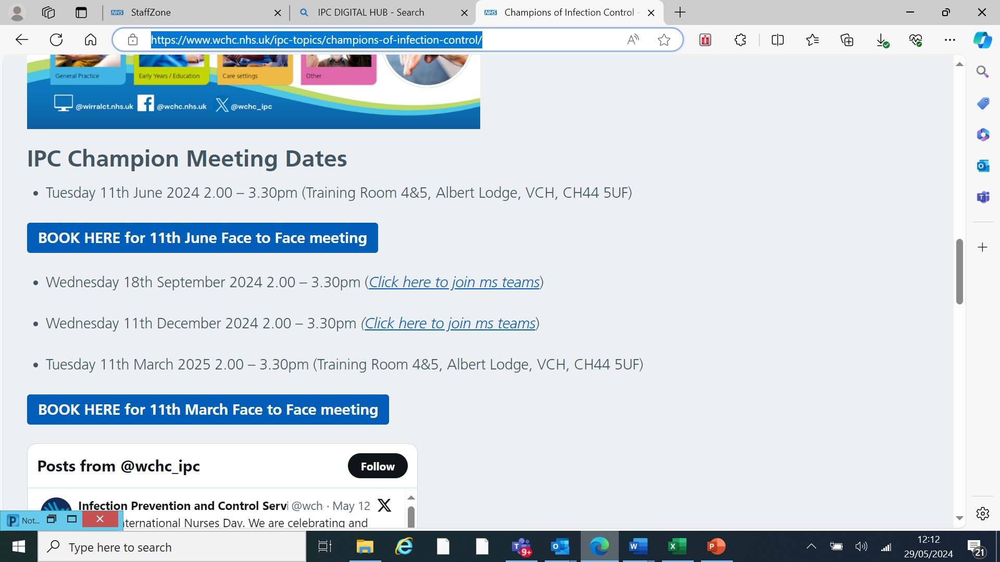 NHS StaffZone
IPC DIGITAL HUB - Search
NHS Champions of Infection Control -
https://www.wchc.nhs.uk/ipc-topics/champions-of-infection-control/
General Practice
Early Years / Education
Care settings
Other
@wirralct.nhs.uk
@wchc.nhs.uk
@wchc_ipc
IPC Champion Meeting Dates
• Tuesday 11th June 2024 2.00 – 3.30pm (Training Room 4&5, Albert Lodge, VCH, CH44 5UF)
BOOK HERE for 11th June Face to Face meeting
• Wednesday 18th September 2024 2.00 – 3.30pm (Click here to join ms teams)
• Wednesday 11th December 2024 2.00 – 3.30pm (Click here to join ms teams)
• Tuesday 11th March 2025 2.00 – 3.30pm (Training Room 4&5, Albert Lodge, VCH, CH44 5UF)
BOOK HERE for 11th March Face to Face meeting
Posts from @wchc_ipc
Follow
Infection Prevention and Control Servi @wch · May 12
ternational Nurses Day. We are celebrating and
Not...
Type here to search
9+
12:12
29/05/2024
21